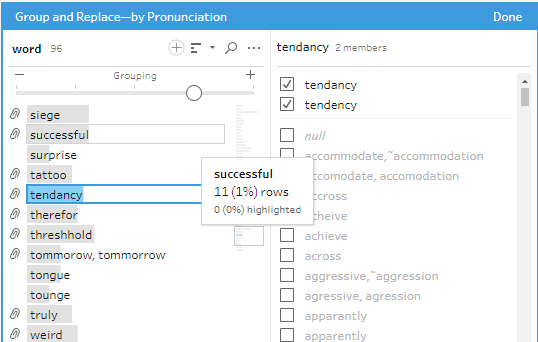 Group and Replace—by Pronunciation
Done
word 96
Grouping
siege
successful
surprise
tattoo
tendancy
therefor
threshhold
tommorow, tommorrow
tongue
tounge
truly
weird
successful
11 (1%) rows
0 (0%) highlighted
tendancy 2 members
tendancy
tendency
null
accommodate,˜accommodation
accomodate, accomodation
accross
acheive
achieve
across
aggressive,˜aggression
agressive, agression
apparantly
apparently